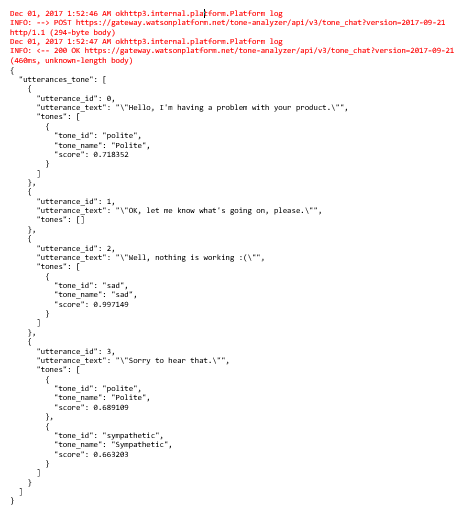 Dec 01, 2017 1:52:46 AM okhttp3.internal.platform.Platform log
INFO: --> POST https://gateway.watsonplatform.net/tone-analyzer/api/v3/tone_chat?version=2017-09-21
http/1.1 (294-byte body)
Dec 01, 2017 1:52:47 AM okhttp3.internal.platform.Platform log
INFO: <-- 200 OK https://gateway.watsonplatform.net/tone-analyzer/api/v3/tone_chat?version=2017-09-21
(460ms, unknown-length body)
{
  "utterances_tone": [
    {
      "utterance_id": 0,
      "utterance_text": "\"Hello, I'm having a problem with your product.\"",
      "tones": [
        {
          "tone_id": "polite",
          "tone_name": "Polite",
          "score": 0.718352
        }
      ]
    },
    {
      "utterance_id": 1,
      "utterance_text": "\"OK, let me know what's going on, please.\"",
      "tones": []
    },
    {
      "utterance_id": 2,
      "utterance_text": "\"Well, nothing is working :(\"",
      "tones": [
        {
          "tone_id": "sad",
          "tone_name": "sad",
          "score": 0.997149
        }
      ]
    },
    {
      "utterance_id": 3,
      "utterance_text": "\"Sorry to hear that.\"",
      "tones": [
        {
          "tone_id": "polite",
          "tone_name": "Polite",
          "score": 0.689109
        },
        {
          "tone_id": "sympathetic",
          "tone_name": "Sympathetic",
          "score": 0.663203
        }
      ]
    }
  ]
}